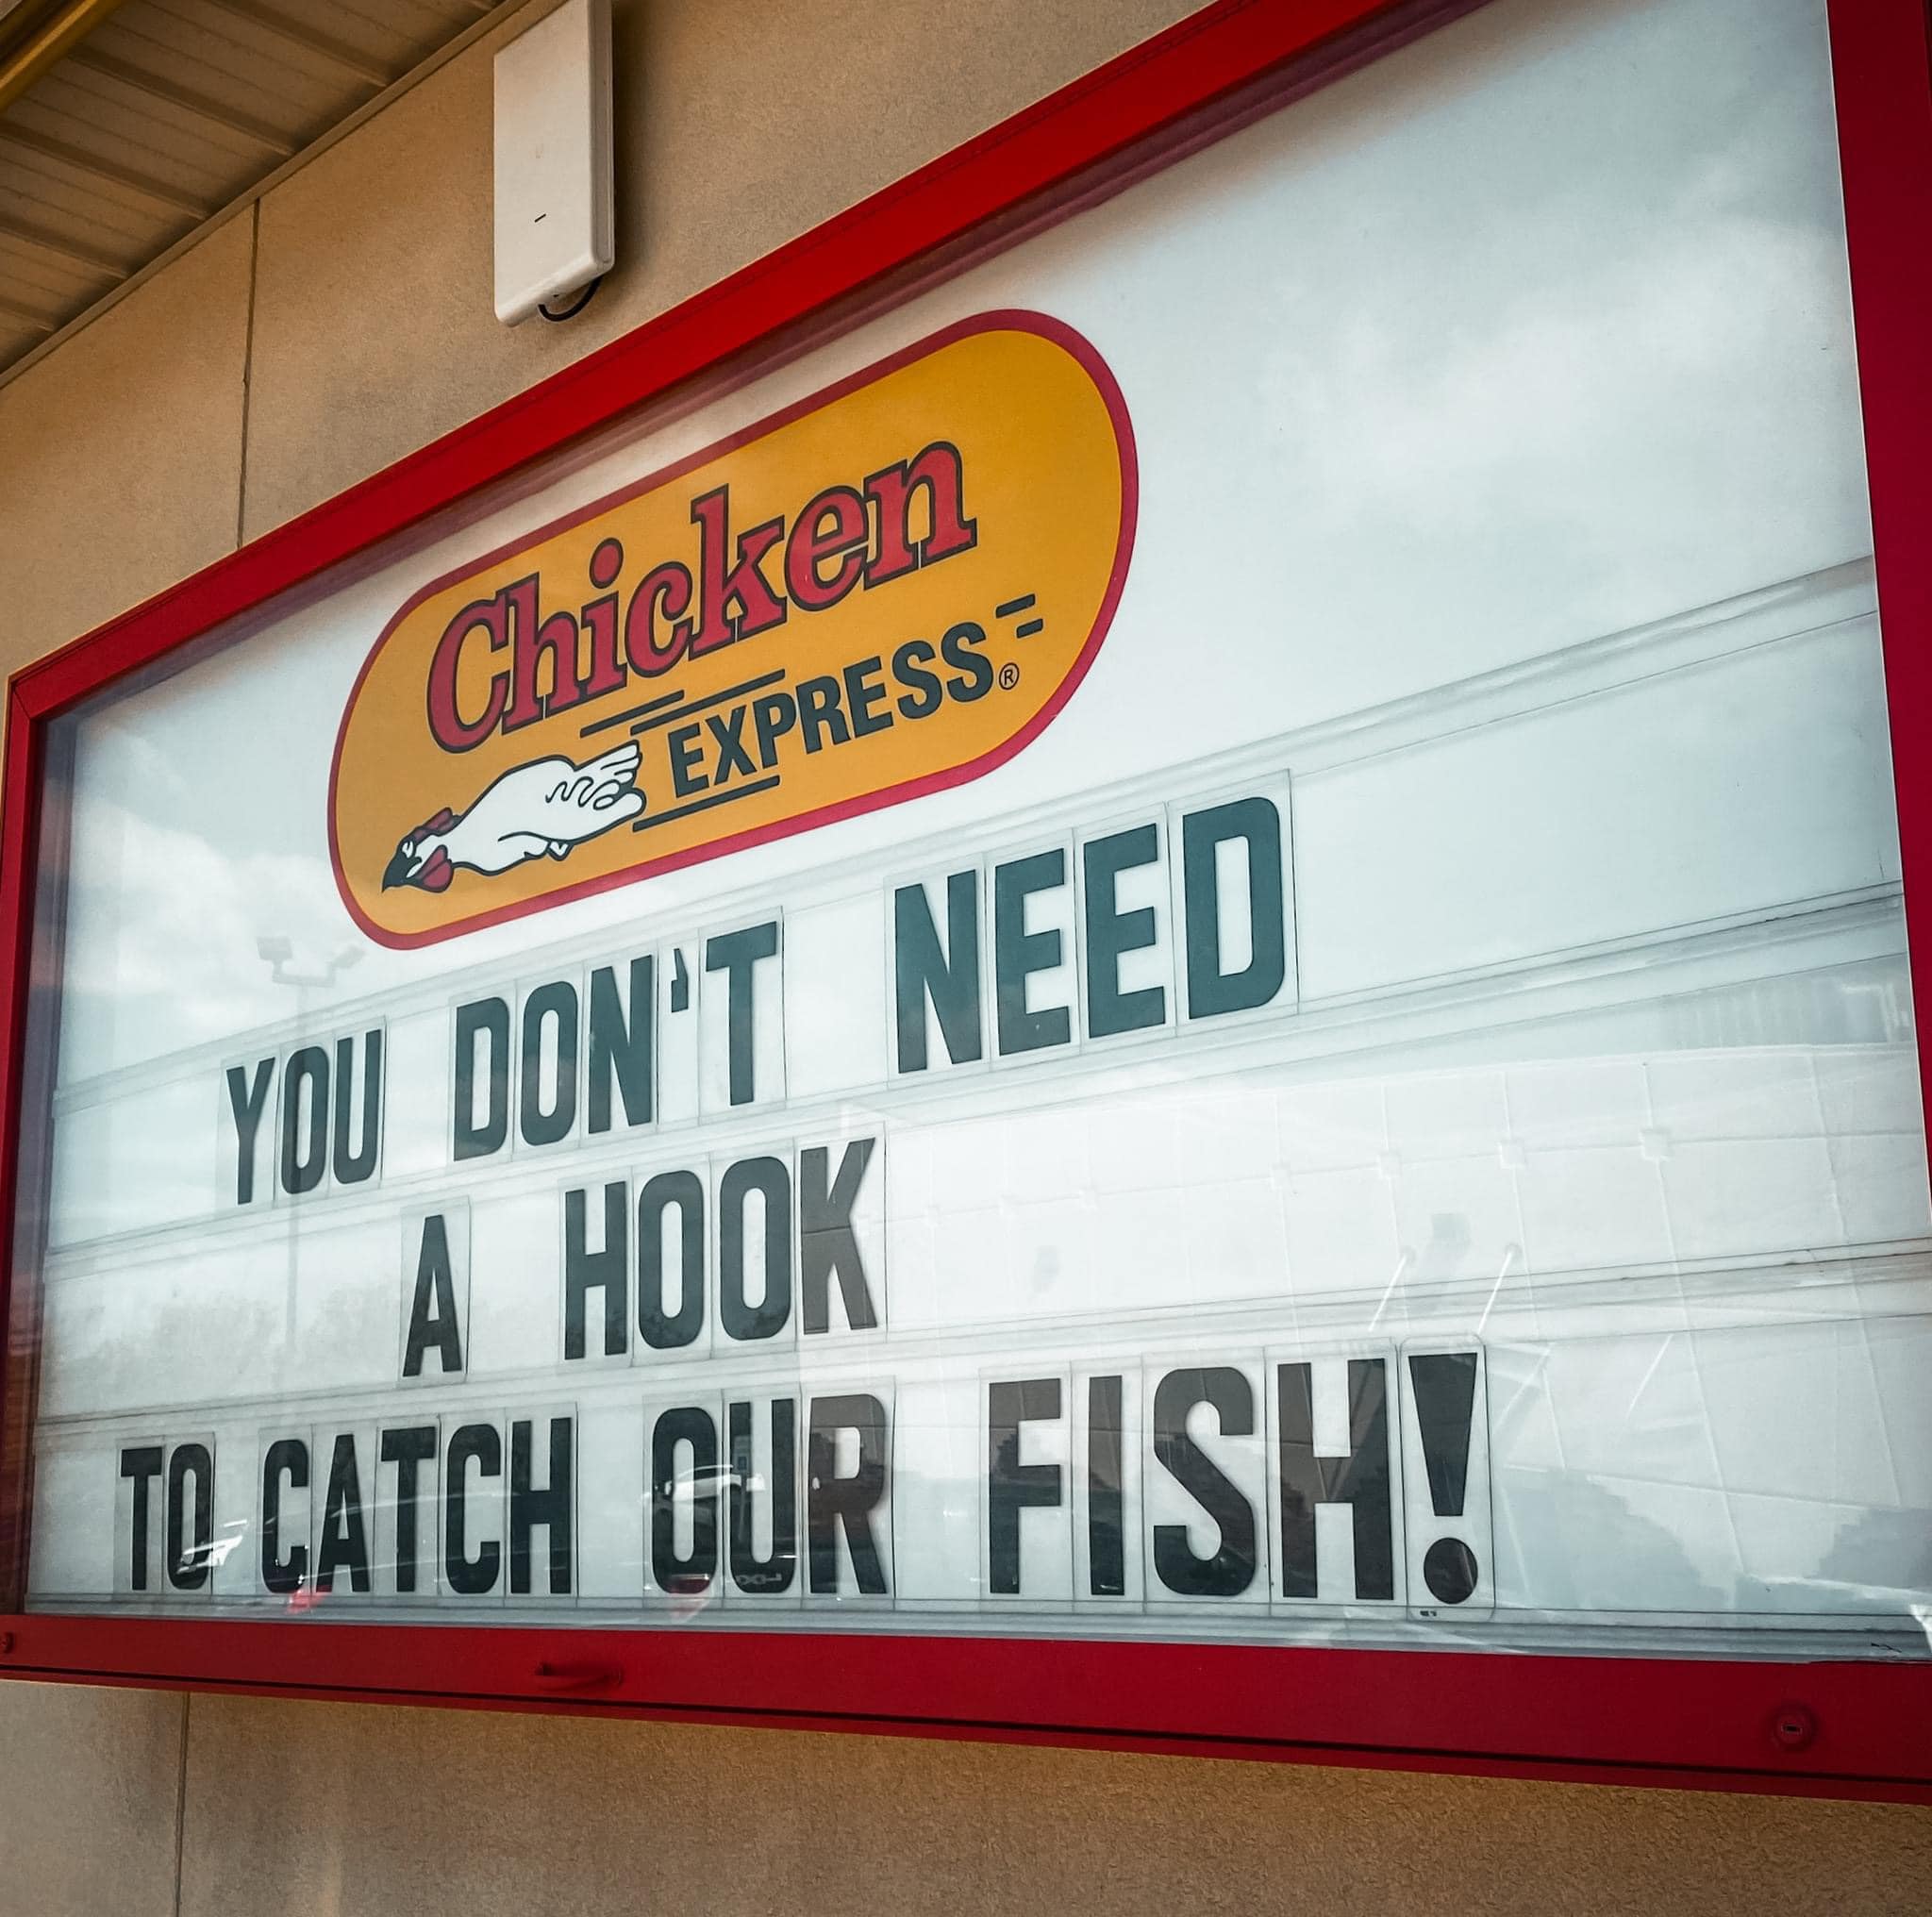 Chicken
EXPRESS®
YOU DON'T NEED
A HOOK
TO CATCH OUR FISH!